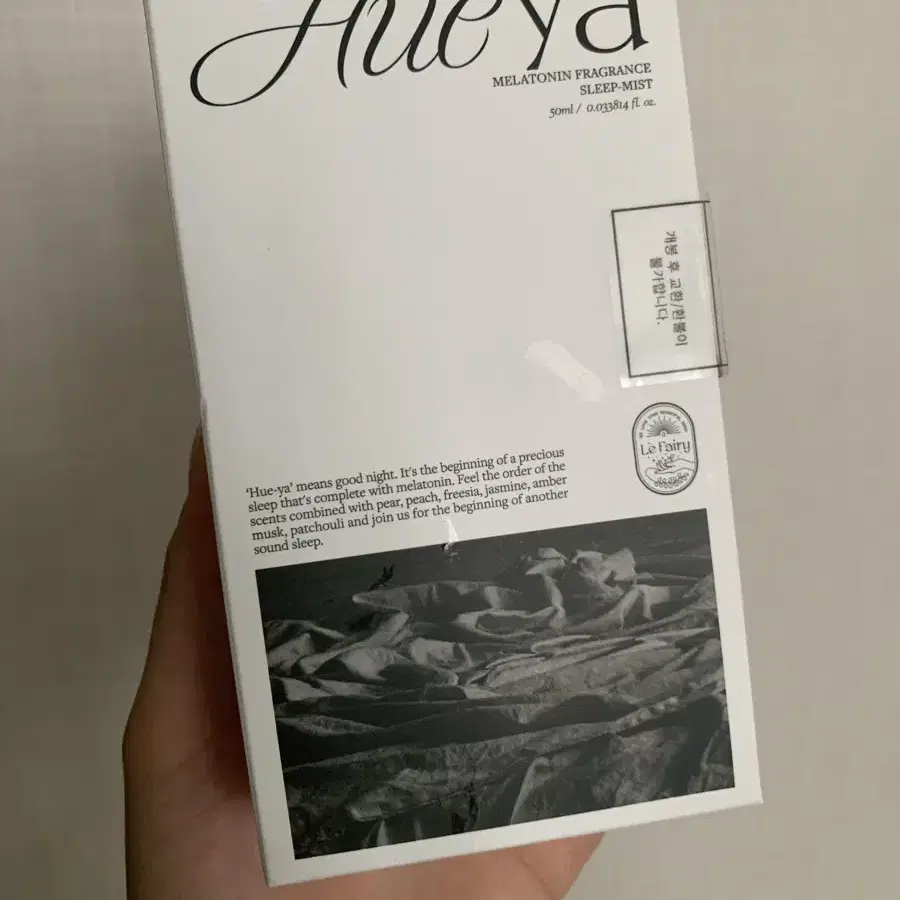 Hueya
MELATONIN FRAGRANCE
SLEEP-MIST
50ml / 0.033814 fl. oz.
개봉 후 교환/환불이
불가합니다.
Le Fairy
'Hue-ya' means good night. It's the beginning of a precious
sleep that's complete with melatonin. Feel the order of the
scents combined with pear, peach, freesia, jasmine, amber
musk, patchouli and join us for the beginning of another
sound sleep.